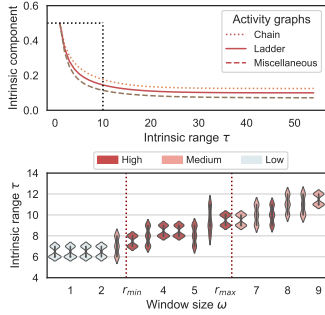 0.6
0.4
0.2
0.0
Intrinsic component
Activity graphs
Chain
Ladder
Miscellaneous
0 10 20 30 40 50
Intrinsic range τ
High Medium Low
14
12
10
8
6
4
Intrinsic range τ
1 2 r_min 4 5 r_max 7 8 9
Window size ω